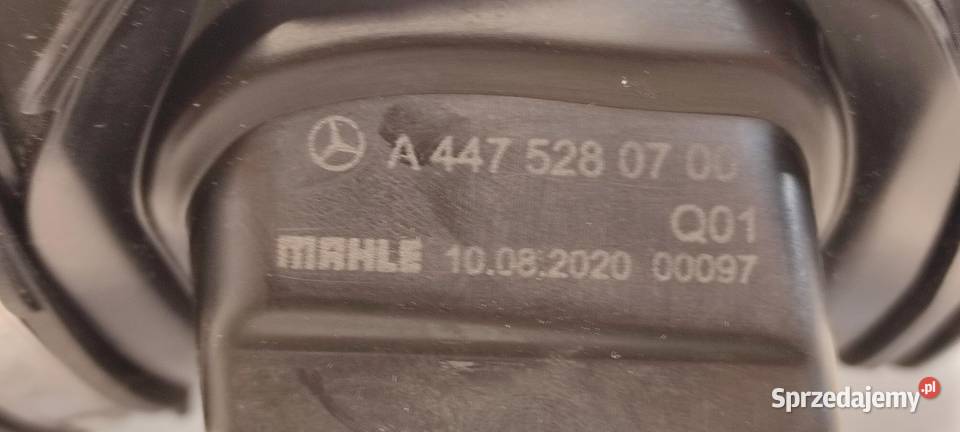 A 447 528 07 00
Q01
MAHLE 10.08.2020 00097
Sprzedajemy.pl